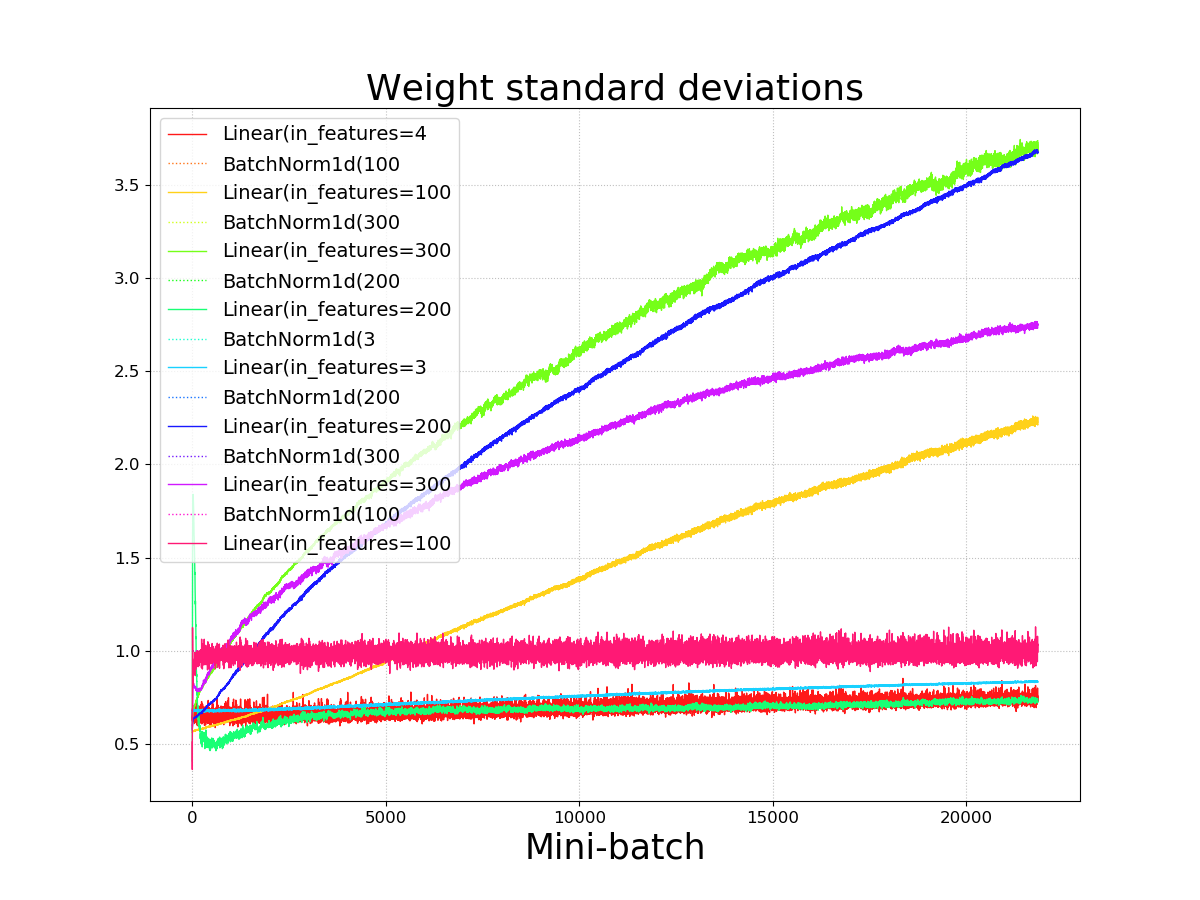 Weight standard deviations
Linear(in_features=4
BatchNorm1d(100
Linear(in_features=100
BatchNorm1d(300
Linear(in_features=300
BatchNorm1d(200
Linear(in_features=200
BatchNorm1d(3
Linear(in_features=3
BatchNorm1d(200
Linear(in_features=200
BatchNorm1d(300
Linear(in_features=300
BatchNorm1d(100
Linear(in_features=100
3.5
3.0
2.5
2.0
1.5
1.0
0.5
0 5000 10000 15000 20000
Mini-batch